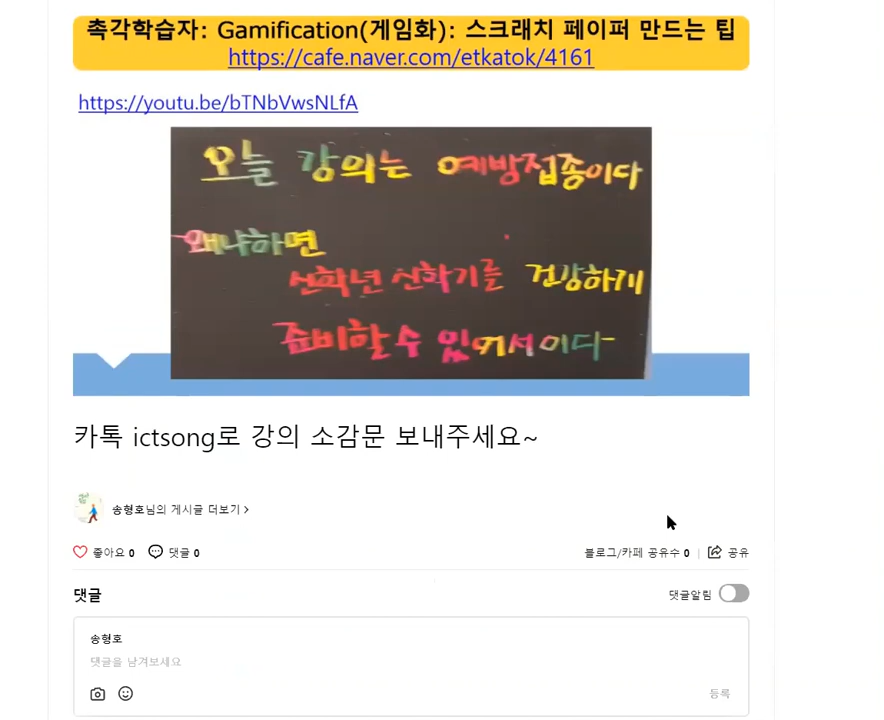 촉각학습자: Gamification(게임화): 스크래치 페이퍼 만드는 팁
https://cafe.naver.com/etkatok/4161
https://youtu.be/bTNbVwsNLfA
오늘 강의는 예방접종이다
왜냐하면
신학년 신학기를 건강하게
준비할 수 있어서이다
카톡 ictsong로 강의 소감문 보내주세요~
송형호님의 게시글 더보기 >
좋아요 0 댓글 0 블로그/카페 공유수 0 | 공유
댓글 댓글알림
송형호
댓글을 남겨보세요
등록